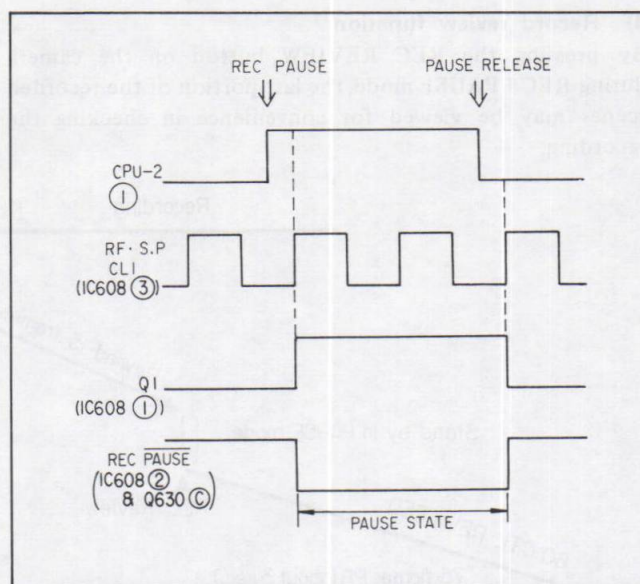 REC PAUSE PAUSE RELEASE
CPU-2
①
RF·S.P
CL1
(IC608 ③)
Q1
(IC608 ①)
REC PAUSE
(IC608 ②
& Q630 Ⓒ)
PAUSE STATE